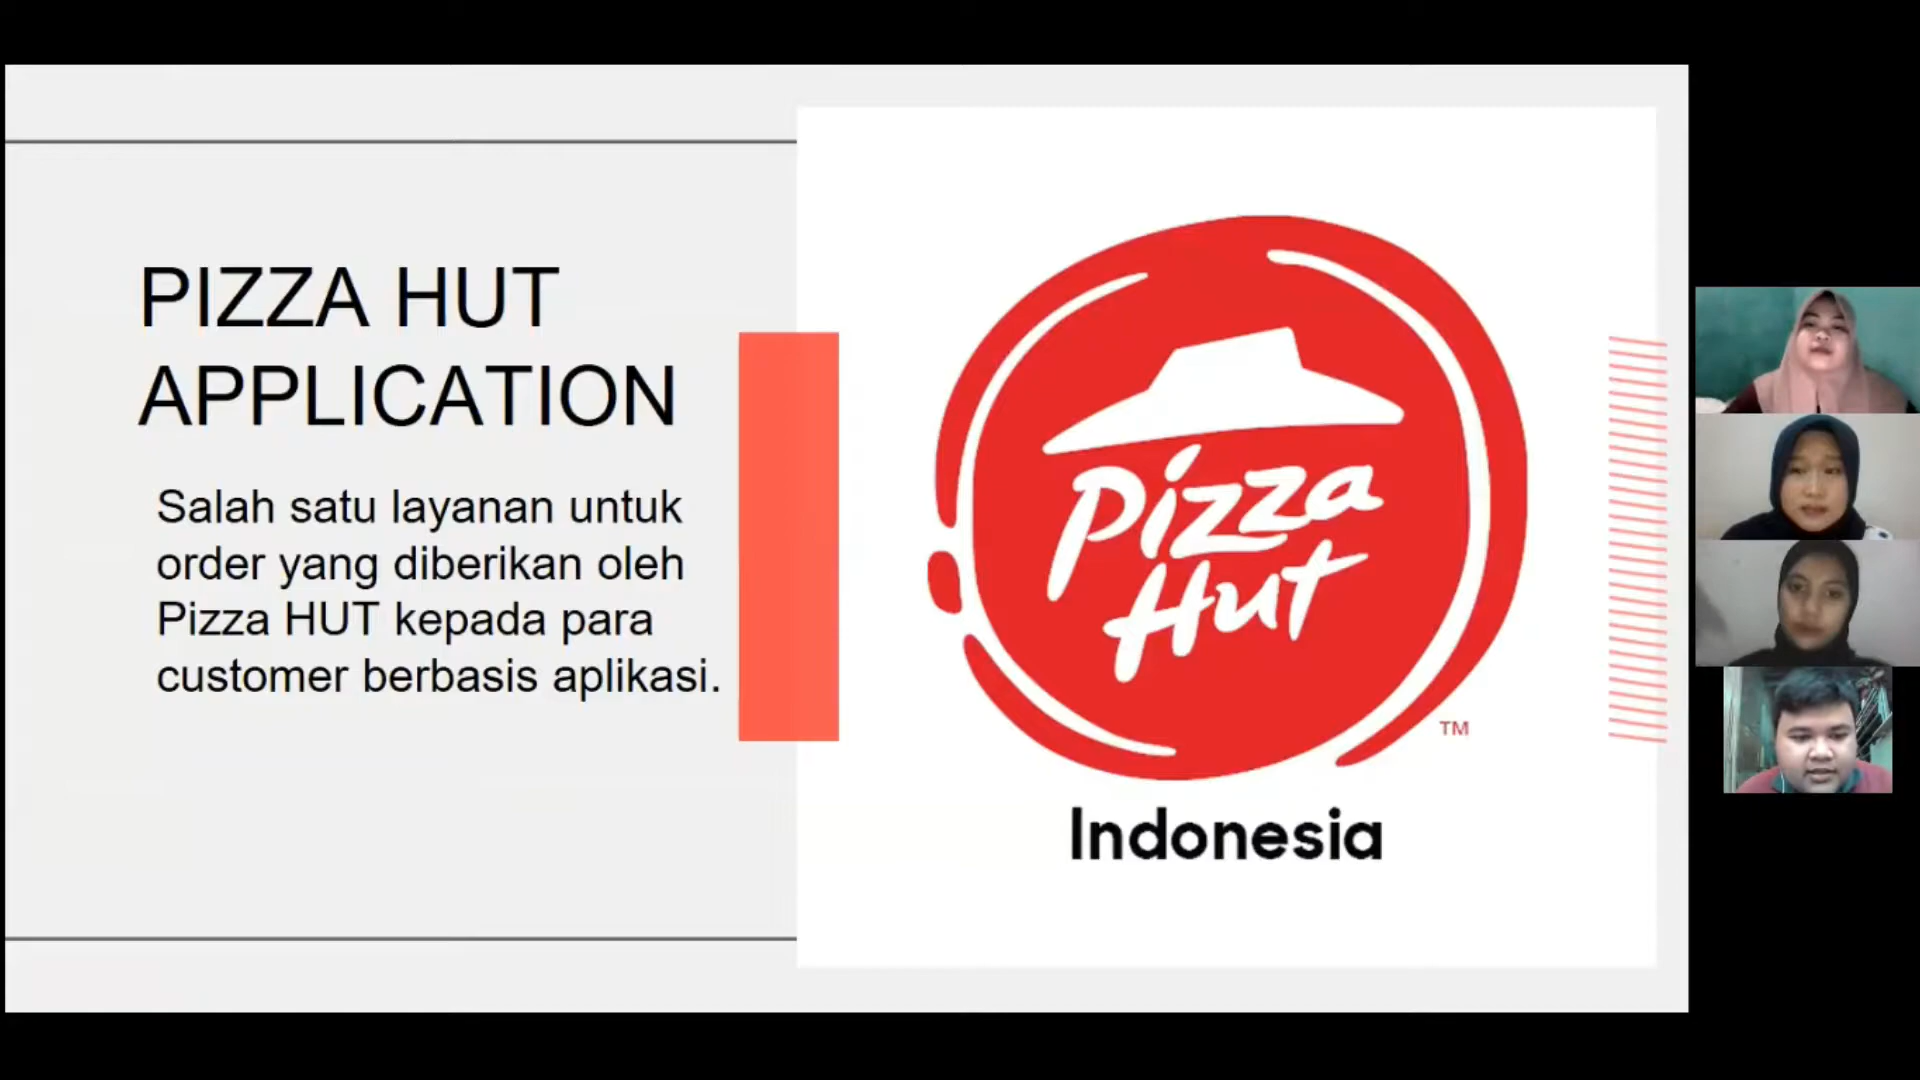 PIZZA HUT
APPLICATION
Salah satu layanan untuk
order yang diberikan oleh
Pizza HUT kepada para
customer berbasis aplikasi.
Pizza
Hut
TM
Indonesia